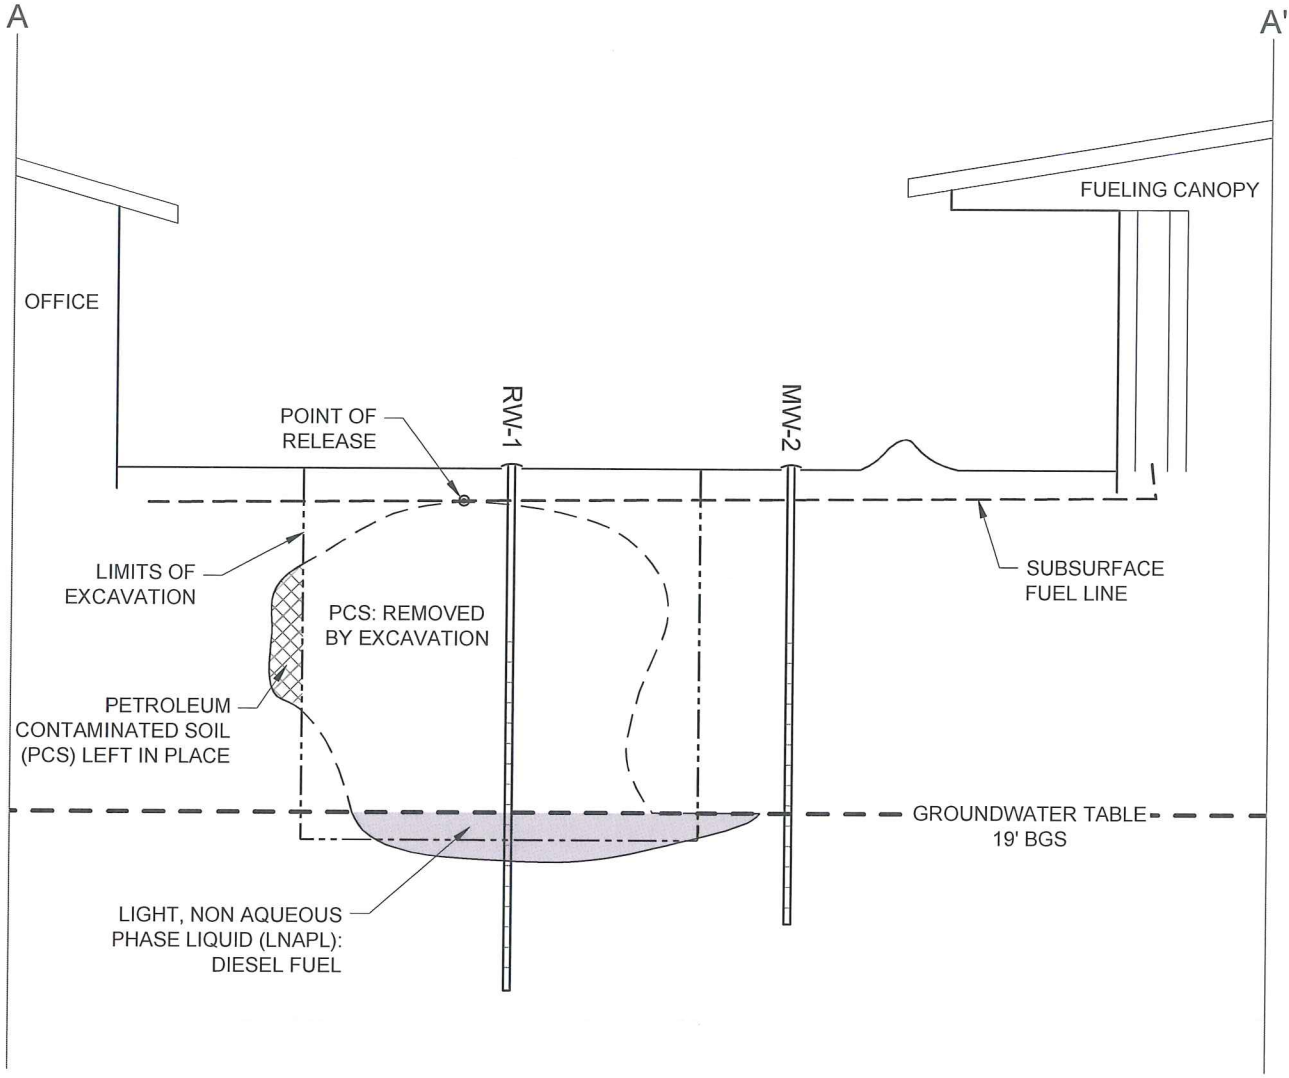 A
A'
FUELING CANOPY
OFFICE
RW-1
MW-2
POINT OF
RELEASE
LIMITS OF
EXCAVATION
SUBSURFACE
FUEL LINE
PCS: REMOVED
BY EXCAVATION
PETROLEUM
CONTAMINATED SOIL
(PCS) LEFT IN PLACE
GROUNDWATER TABLE
19' BGS
LIGHT, NON AQUEOUS
PHASE LIQUID (LNAPL):
DIESEL FUEL